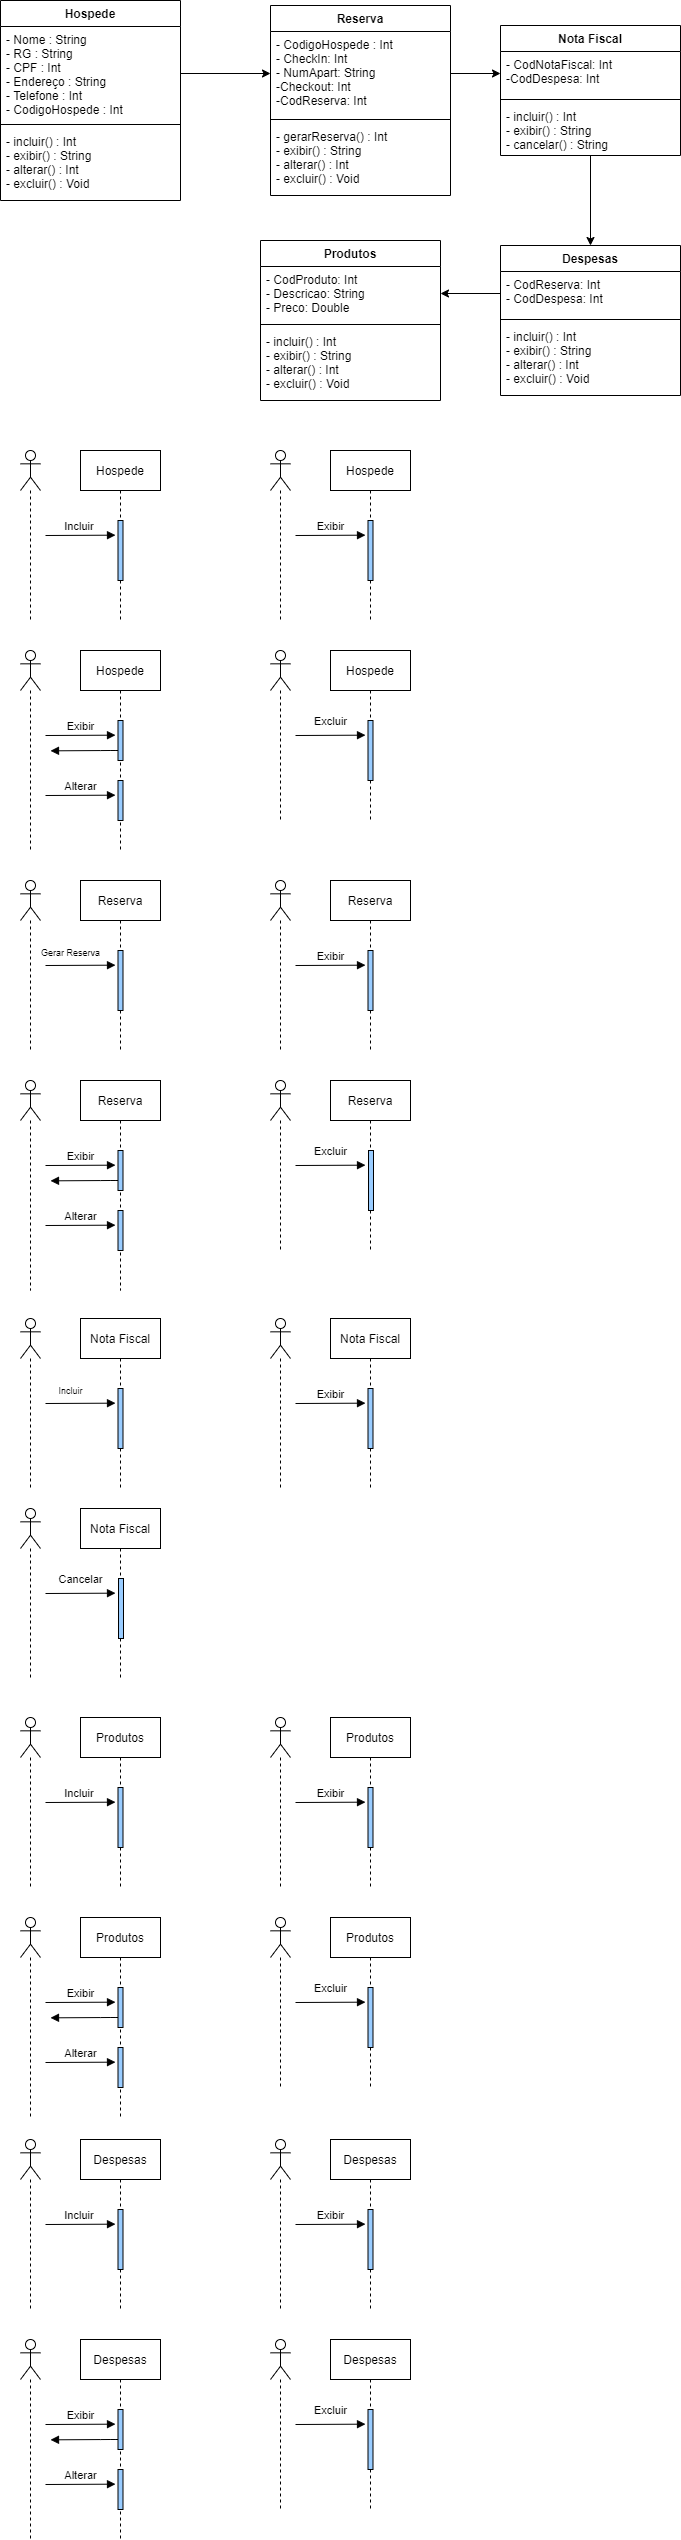 Hospede
- Nome : String
- RG : String
- CPF : Int
- Endereço : String
- Telefone : Int
- CodigoHospede : Int
- incluir() : Int
- exibir() : String
- alterar() : Int
- excluir() : Void
Reserva
- CodigoHospede : Int
- CheckIn: Int
- NumApart: String
-Checkout: Int
-CodReserva: Int
- gerarReserva() : Int
- exibir() : String
- alterar() : Int
- excluir() : Void
Nota Fiscal
- CodNotaFiscal: Int
-CodDespesa: Int
- incluir() : Int
- exibir() : String
- cancelar() : String
Produtos
- CodProduto: Int
- Descricao: String
- Preco: Double
- incluir() : Int
- exibir() : String
- alterar() : Int
- excluir() : Void
Despesas
- CodReserva: Int
- CodDespesa: Int
- incluir() : Int
- exibir() : String
- alterar() : Int
- excluir() : Void
Hospede
Incluir
Hospede
Exibir
Hospede
Exibir
Alterar
Hospede
Excluir
Reserva
Gerar Reserva
Reserva
Exibir
Reserva
Exibir
Alterar
Reserva
Excluir
Nota Fiscal
Incluir
Nota Fiscal
Exibir
Nota Fiscal
Cancelar
Produtos
Incluir
Produtos
Exibir
Produtos
Exibir
Alterar
Produtos
Excluir
Despesas
Incluir
Despesas
Exibir
Despesas
Exibir
Alterar
Despesas
Excluir